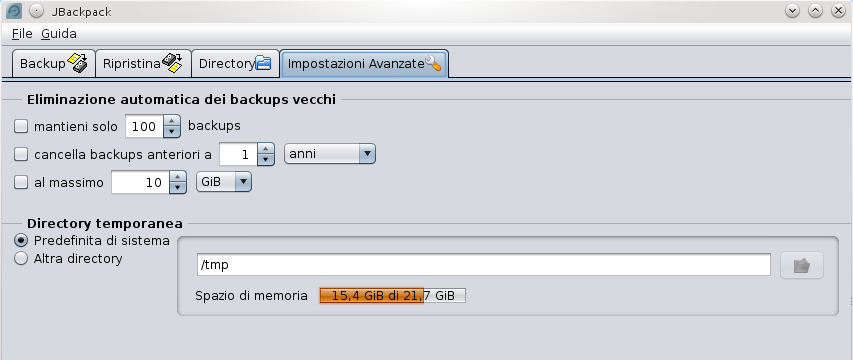 JBackpack
File Guida
Backup Ripristina Directory Impostazioni Avanzate
Eliminazione automatica dei backups vecchi
mantieni solo 100 backups
cancella backups anteriori a 1 anni
al massimo 10 GiB
Directory temporanea
Predefinita di sistema
Altra directory
/tmp
Spazio di memoria 15,4 GiB di 21,7 GiB